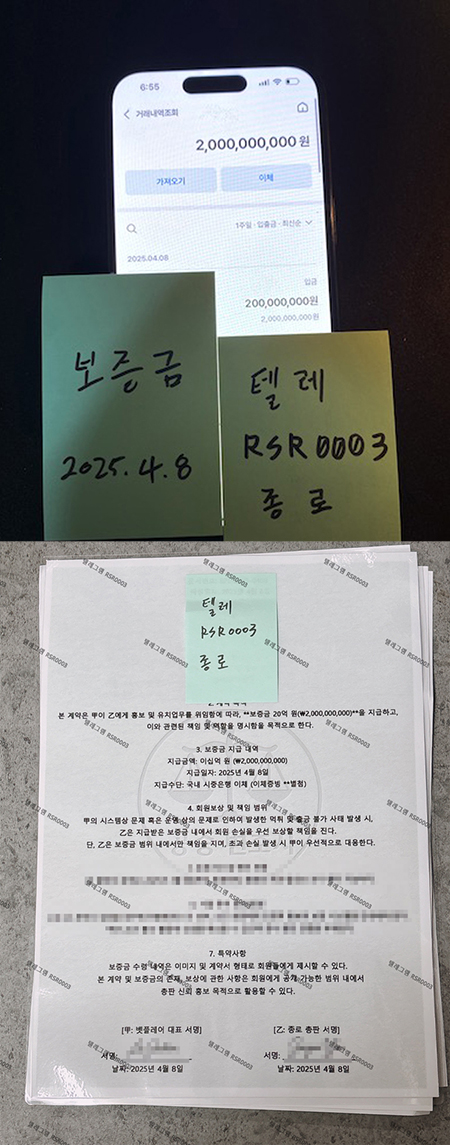 6:55
거래내역조회
2,000,000,000원
가져오기
이체
1주일 · 입출금 · 최신순
2025.04.08
입금
200,000,000원
2,000,000,000원
보증금
2025.4.8
텔레
RSR0003
종로
텔레그램 RSR0003
텔레
RSR0003
종로
본 계약은 甲이 乙에게 홍보 및 유치업무를 위임함에 따라, **보증금 20억 원(₩2,000,000,000)**을 지급하고,
이와 관련된 책임 및 역할을 명시함을 목적으로 한다.
3. 보증금 지급 내역
지급금액: 이십억 원 (₩2,000,000,000)
지급일자: 2025년 4월 8일
지급수단: 국내 시중은행 이체 (이체증빙 **별첨)
4. 회원보상 및 책임 범위
甲의 시스템상 문제 혹은 운영 상의 문제로 인하여 발생한 먹튀 및 출금 불가 사태 발생 시,
乙은 지급받은 보증금 내에서 회원 손실을 우선 보상할 책임을 진다.
단, 乙은 보증금 범위 내에서만 책임을 지며, 초과 손실 발생 시 甲이 우선적으로 대응한다.
7. 특약사항
보증금 수령 내역은 이미지 및 계약서 형태로 회원들에게 제시할 수 있다.
본 계약 및 보증금의 존재, 보상에 관한 사항은 회원에게 공개 가능한 범위 내에서
총판 신뢰 홍보 목적으로 활용할 수 있다.
[甲: 벳플레이 대표 서명]
[乙: 종로 총판 서명]
서명:
서명:
날짜: 2025년 4월 8일
날짜: 2025년 4월 8일